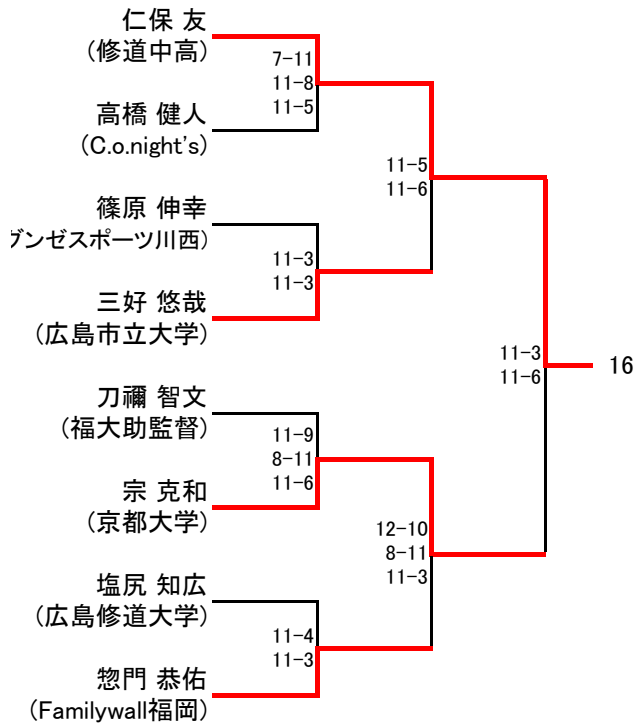 仁保 友
(修道中高)
7-11
11-8
11-5
高橋 健人
(C.o.night's)
11-5
11-6
篠原 伸幸
グンゼスポーツ川西)
11-3
11-3
三好 悠哉
(広島市立大学)
11-3
11-6
16
刀禰 智文
(福大助監督)
11-9
8-11
11-6
宗 克和
(京都大学)
12-10
8-11
11-3
塩尻 知広
(広島修道大学)
11-4
11-3
惣門 恭佑
(Familywall福岡)